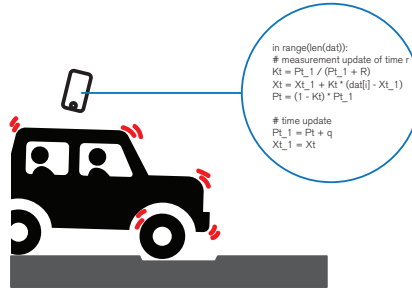 in range(len(dat)):
# measurement update of time r
Kt = Pt_1 / (Pt_1 + R)
Xt = Xt_1 + Kt * (dat[i] - Xt_1)
Pt = (1 - Kt) * Pt_1
# time update
Pt_1 = Pt + q
Xt_1 = Xt